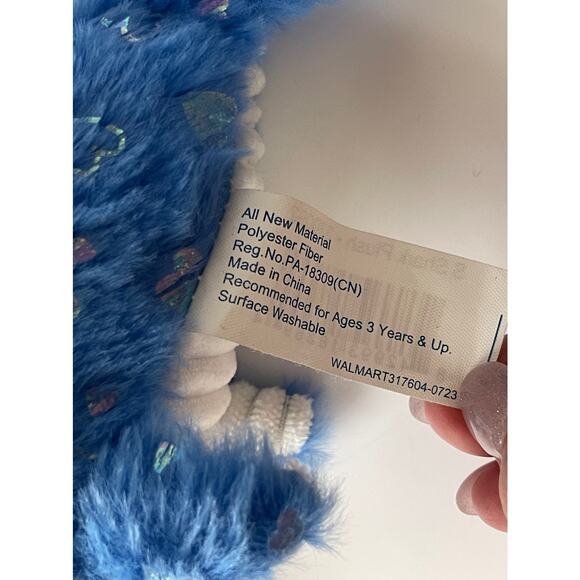 All New Material
Polyester Fiber
Reg.No.PA-18309(CN)
Made in China
Recommended for Ages 3 Years & Up.
Surface Washable
WALMART317604-0723